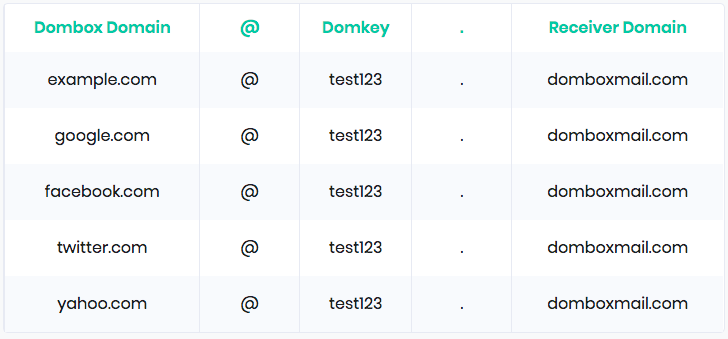 Dombox Domain @ Domkey . Receiver Domain
example.com @ test123 . domboxmail.com
google.com @ test123 . domboxmail.com
facebook.com @ test123 . domboxmail.com
twitter.com @ test123 . domboxmail.com
yahoo.com @ test123 . domboxmail.com